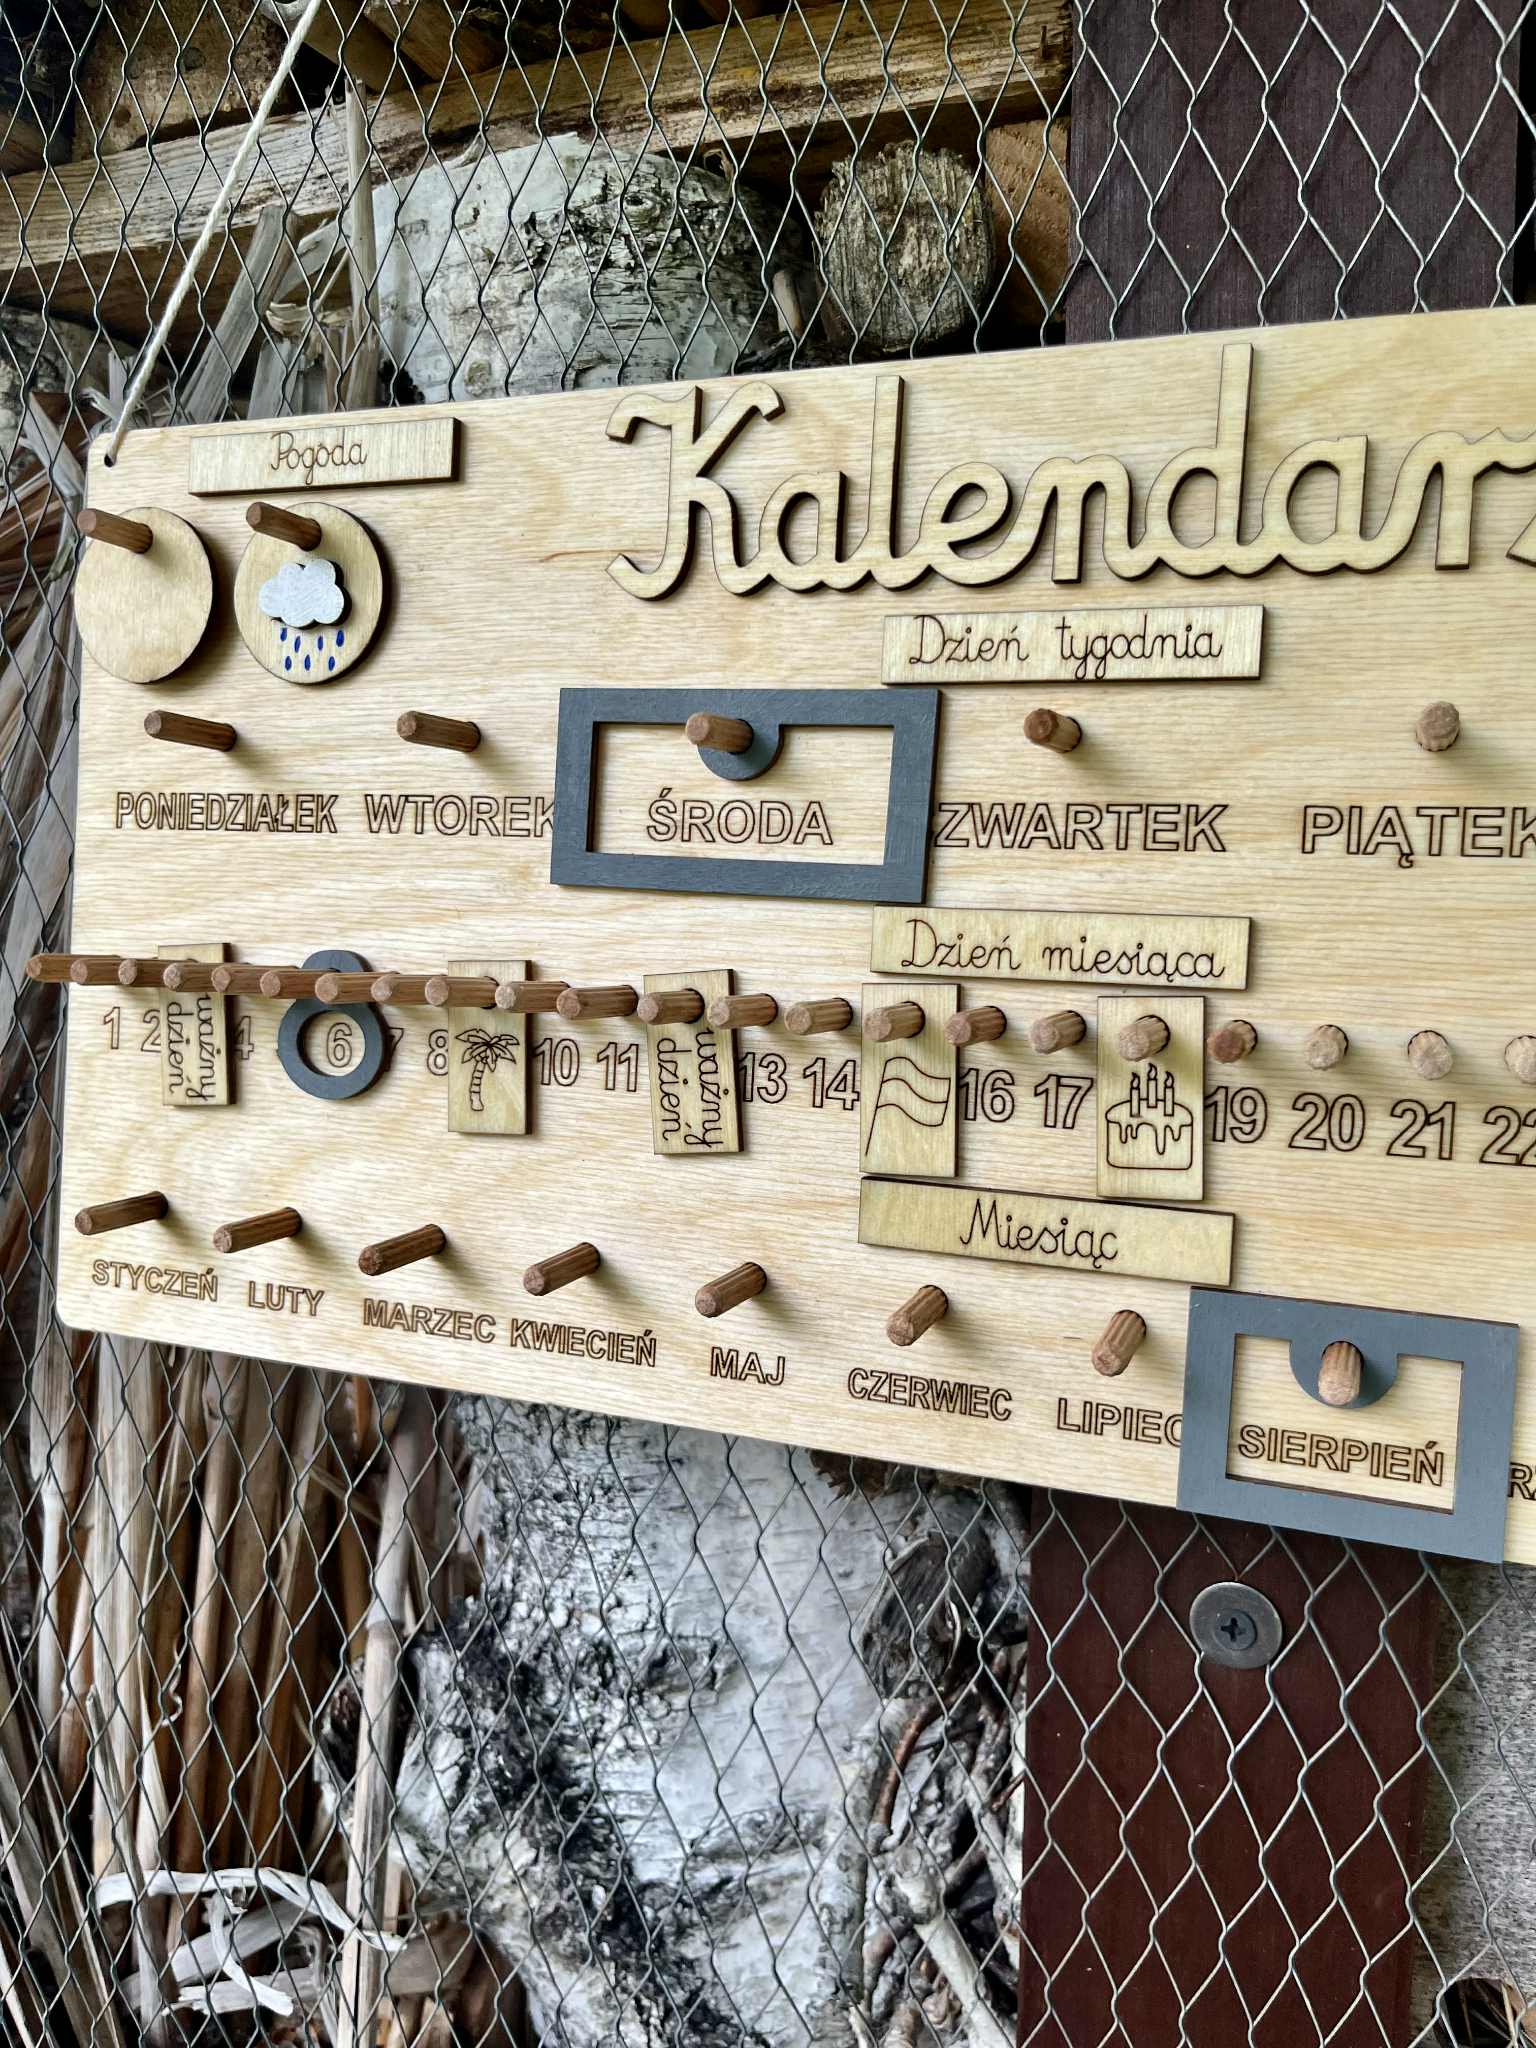 Pogoda
Kalendarz
Dzień tygodnia
PONIEDZIAŁEK WTOREK ŚRODA ZWARTEK PIĄTEK
Dzień miesiąca
1 2 ważny dzień 4 6 7 8 10 11 ważny dzień 13 14 16 17 19 20 21 22
Miesiąc
STYCZEŃ LUTY MARZEC KWIECIEŃ MAJ CZERWIEC LIPIEC SIERPIEŃ